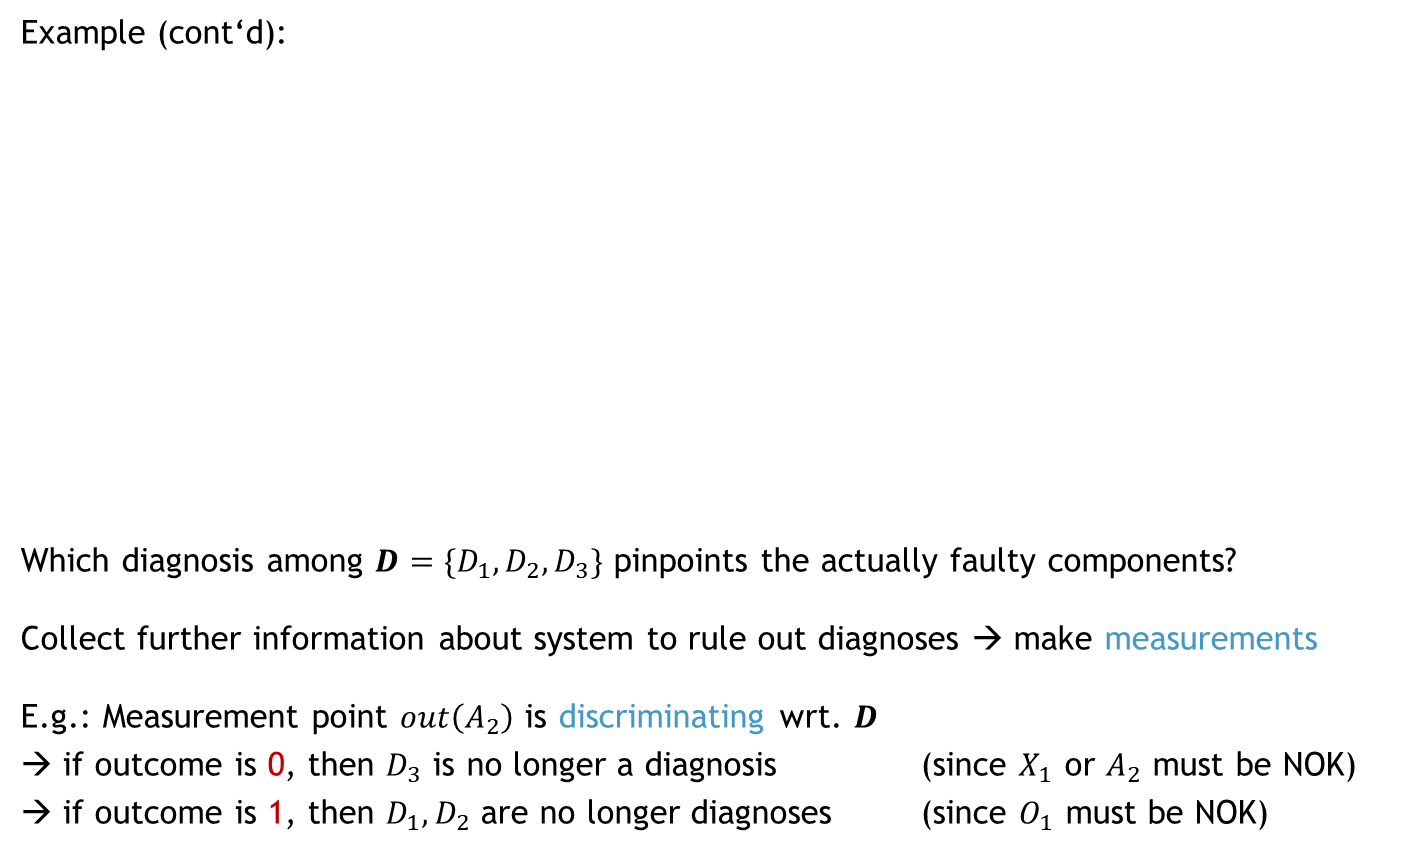 Example (cont‘d):
Which diagnosis among D = {D₁, D₂, D₃} pinpoints the actually faulty components?
Collect further information about system to rule out diagnoses → make measurements
E.g.: Measurement point out(A₂) is discriminating wrt. D
→ if outcome is 0, then D₃ is no longer a diagnosis (since X₁ or A₂ must be NOK)
→ if outcome is 1, then D₁, D₂ are no longer diagnoses (since O₁ must be NOK)